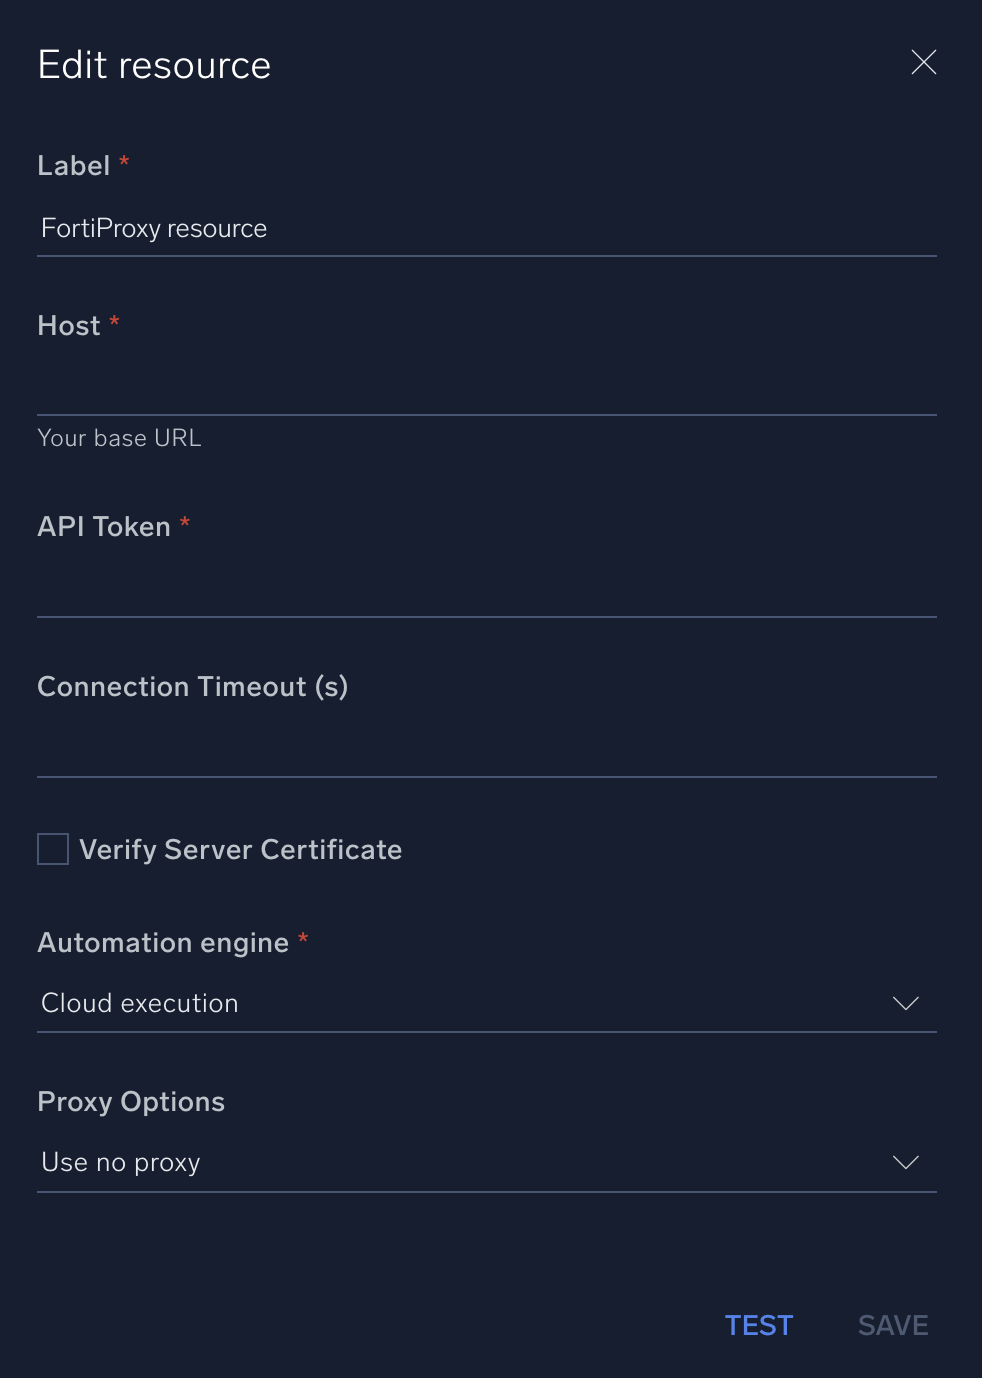 Edit resource
Label *
FortiProxy resource
Host *
Your base URL
API Token *
Connection Timeout (s)
Verify Server Certificate
Automation engine *
Cloud execution
Proxy Options
Use no proxy
TEST SAVE